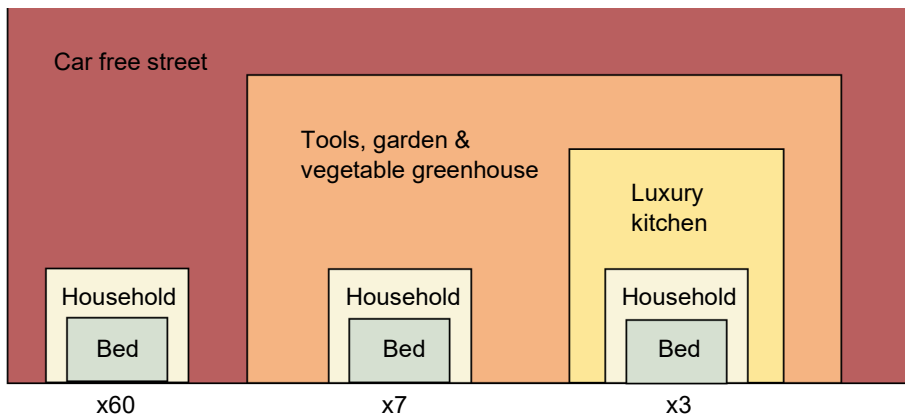 Car free street
Tools, garden &
vegetable greenhouse
Luxury
kitchen
Household
Household
Household
Bed
Bed
Bed
x60
x7
x3